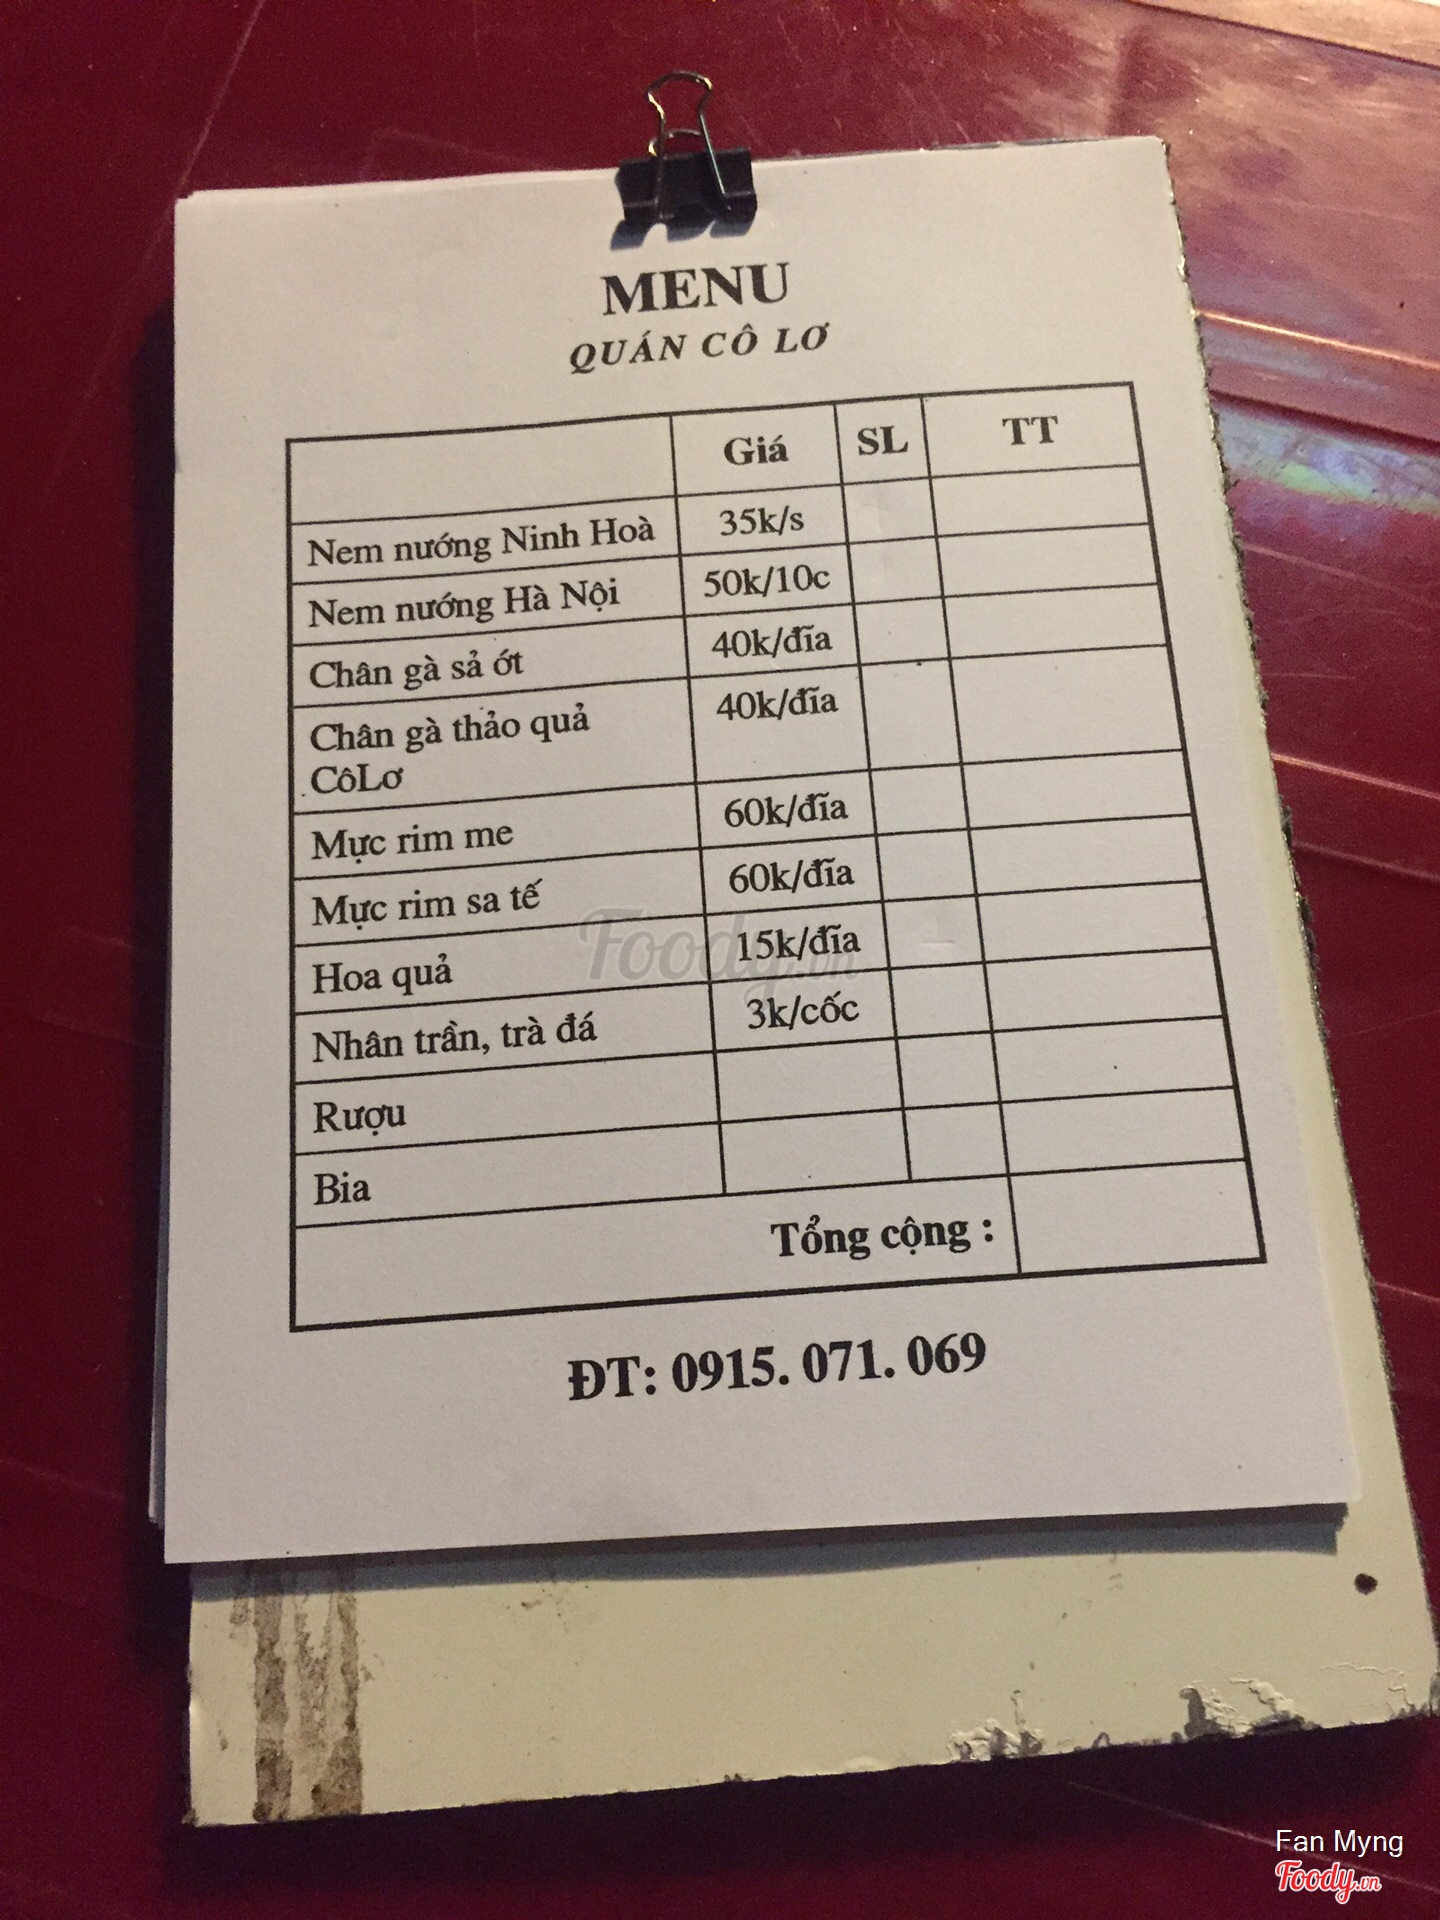 MENU
QUÁN CÔ LƠ
Giá SL TT
Nem nướng Ninh Hoà 35k/s
Nem nướng Hà Nội 50k/10c
Chân gà sả ớt 40k/đĩa
Chân gà thảo quả 40k/đĩa
CôLơ
Mực rim me 60k/đĩa
Mực rim sa tế 60k/đĩa
Hoa quả 15k/đĩa
Nhân trần, trà đá 3k/cốc
Rượu
Bia
Tổng cộng :
ĐT: 0915. 071. 069
Foody.vn
Fan Myng
Foody.vn